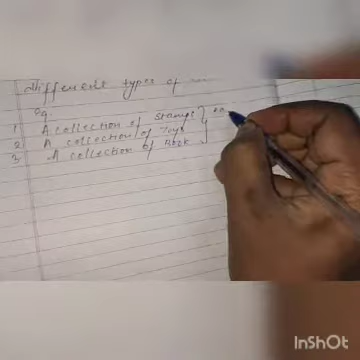 Different types of
Eg.
1 A collection of stamps
2 A collection of Toys
3 A collection of Book
InShOt